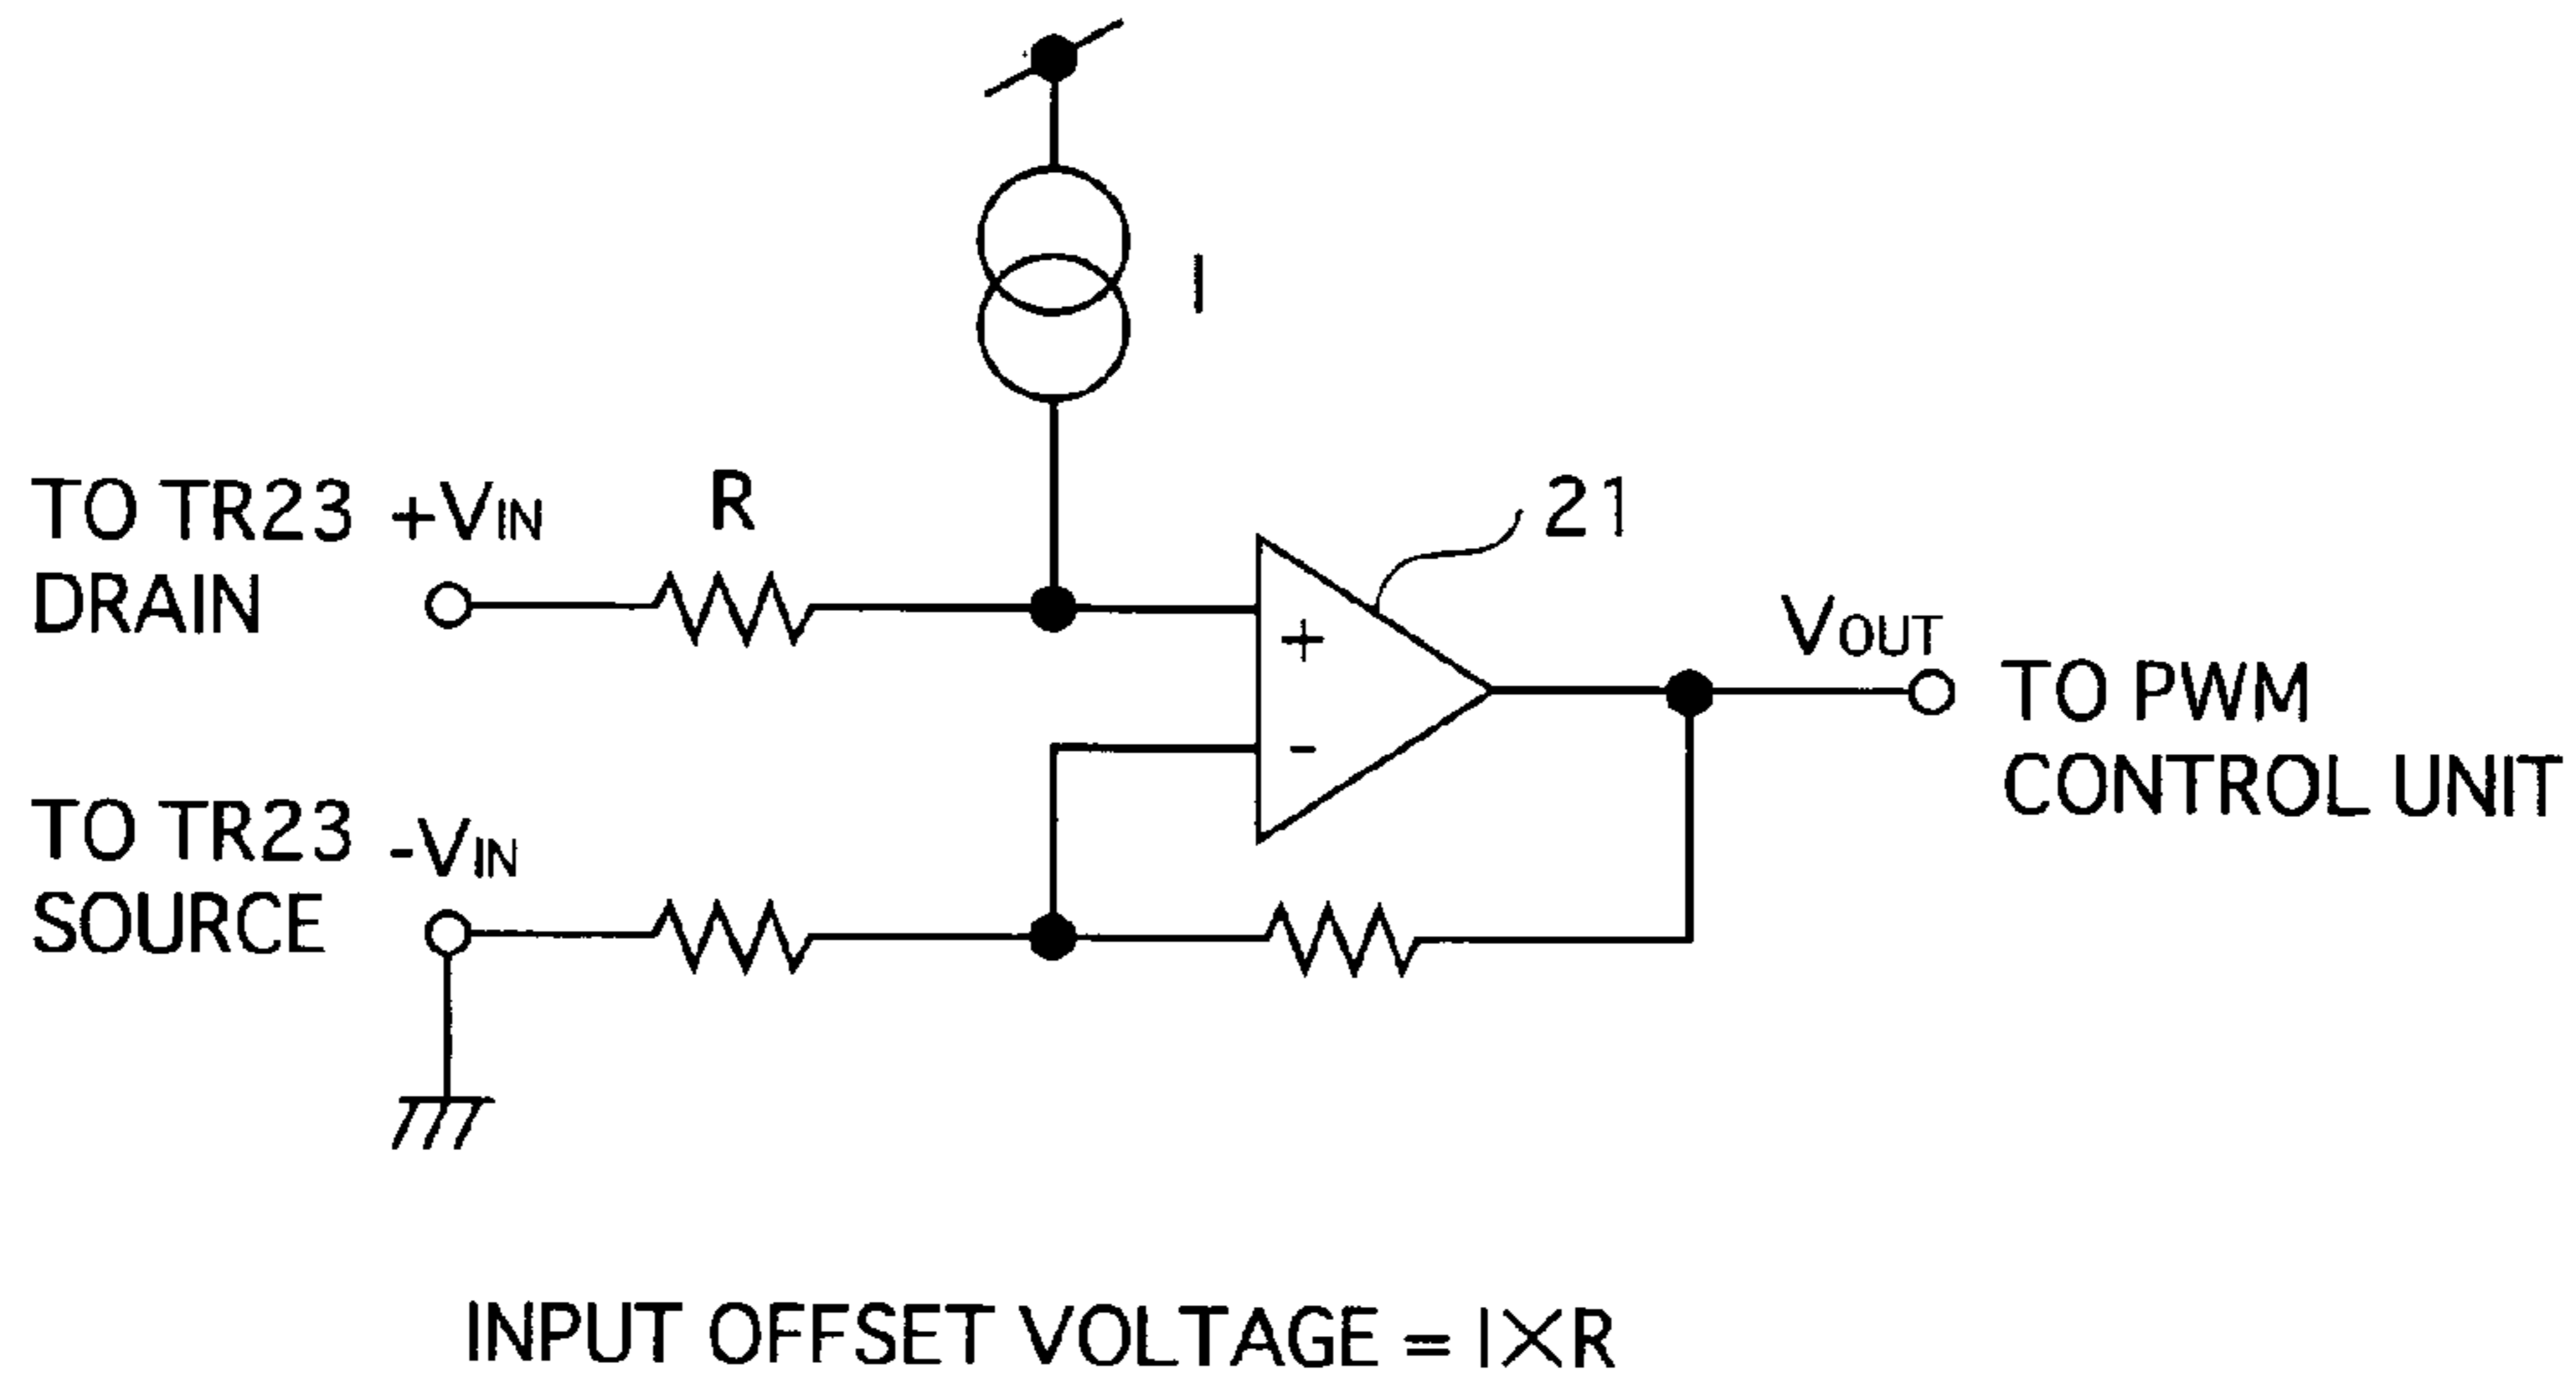 I
TO TR23 +VIN
DRAIN
R
21
+
-
VOUT
TO PWM
CONTROL UNIT
TO TR23 -VIN
SOURCE
INPUT OFFSET VOLTAGE = I×R